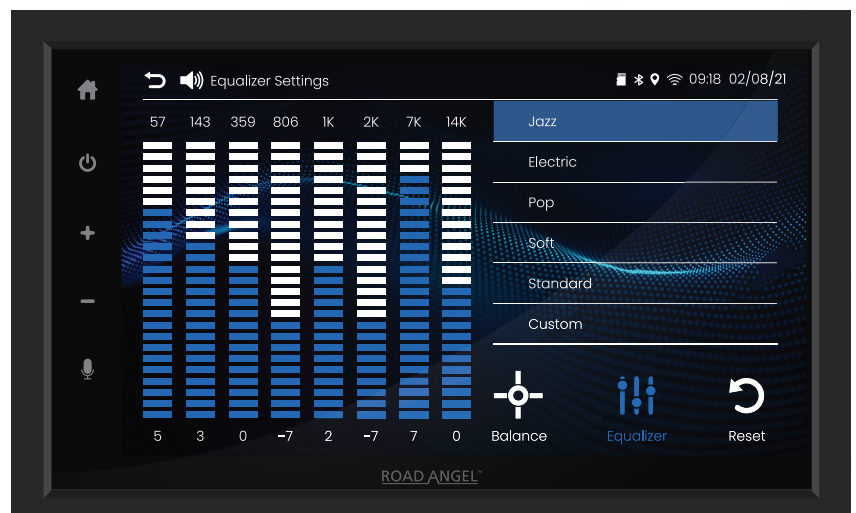 Equalizer Settings 09:18 02/08/21
57 143 359 806 1K 2K 7K 14K
Jazz
Electric
Pop
Soft
Standard
Custom
5 3 0 -7 2 -7 7 0
Balance Equalizer Reset
ROAD ANGEL™